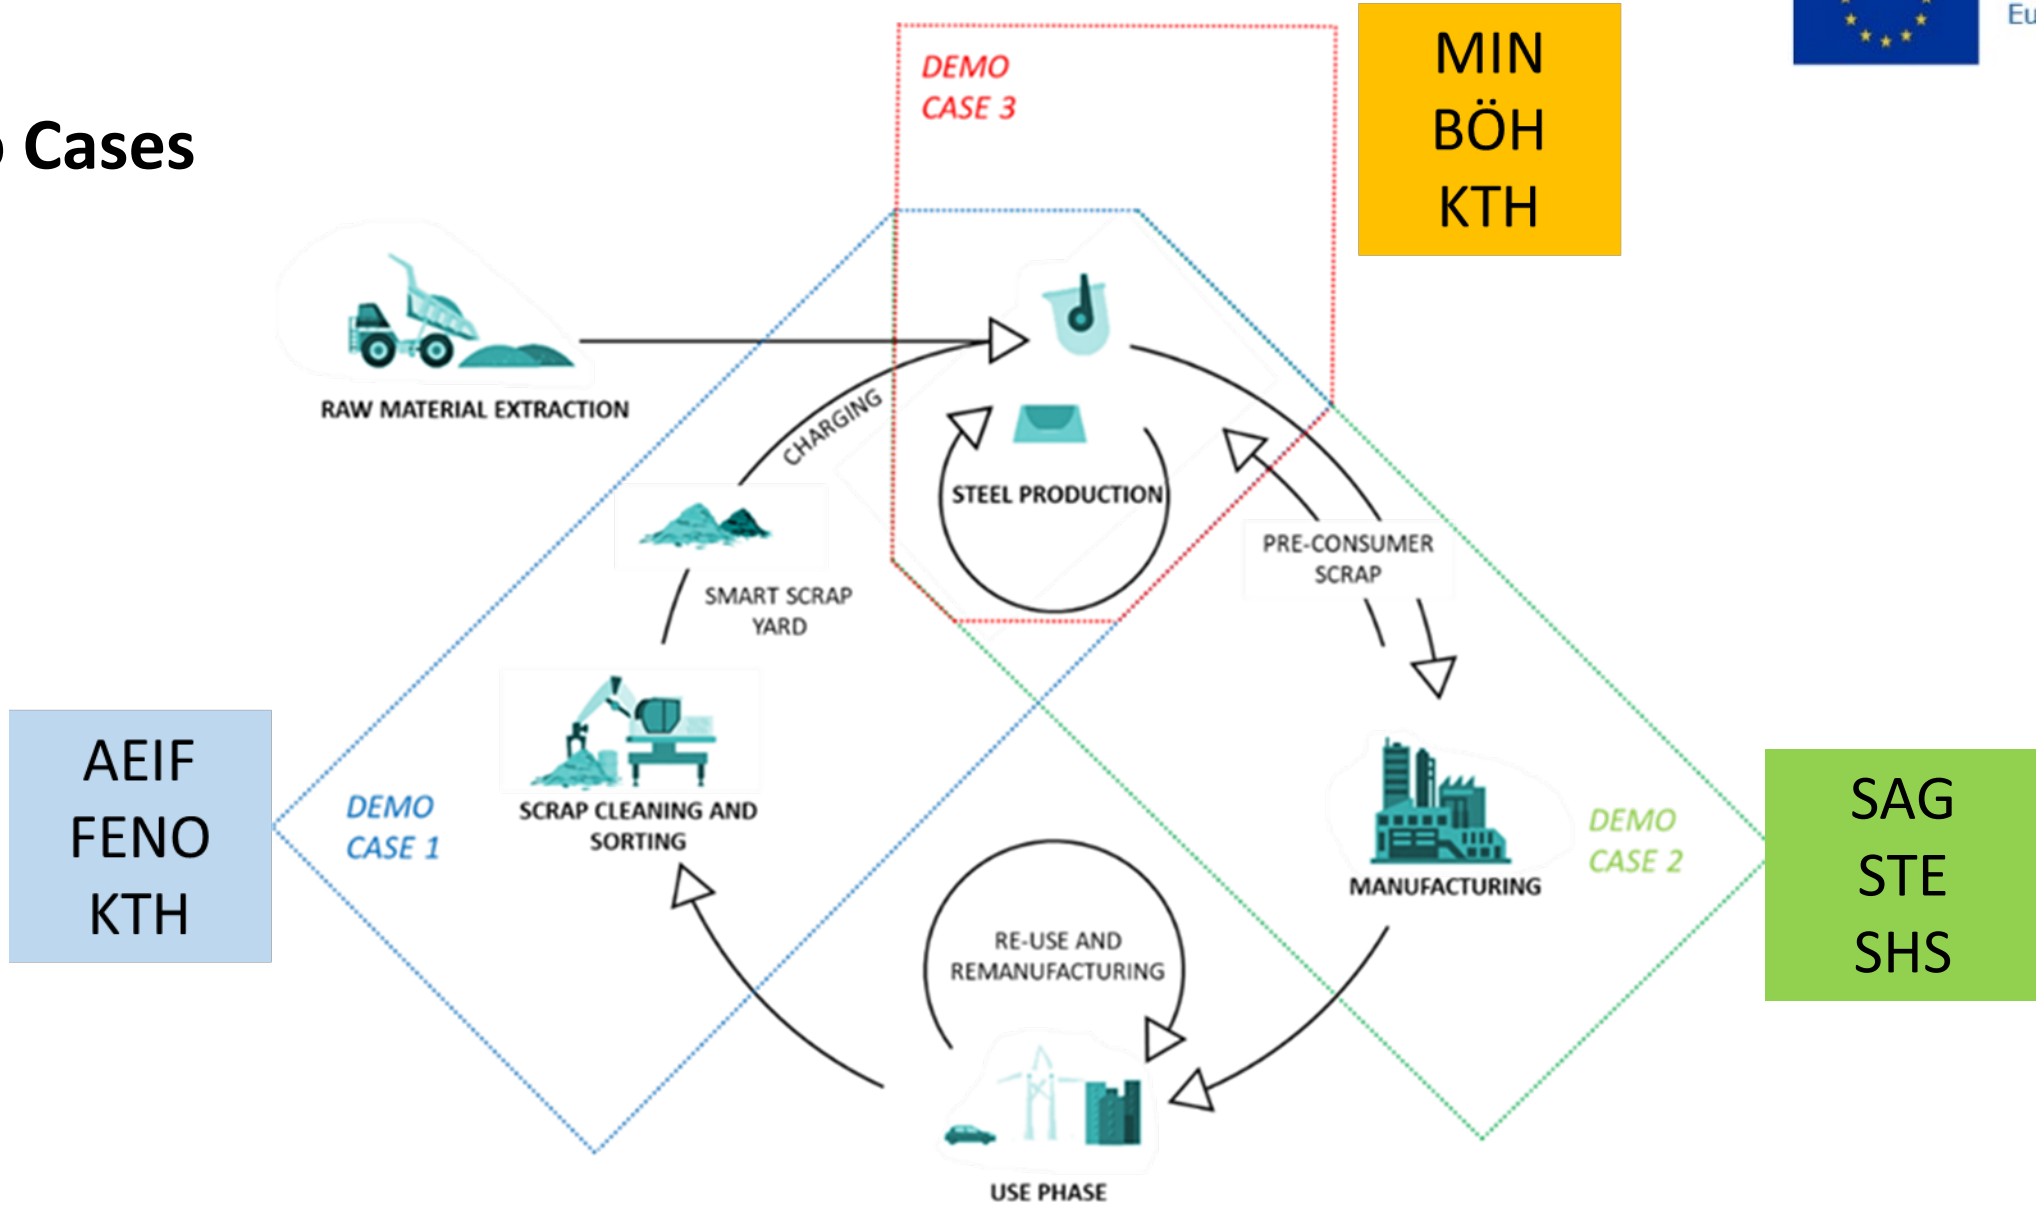 Cases
DEMO
CASE 3
MIN
BÖH
KTH
RAW MATERIAL EXTRACTION
CHARGING
STEEL PRODUCTION
PRE-CONSUMER
SCRAP
SMART SCRAP
YARD
AEIF
FENO
KTH
DEMO
CASE 1
SCRAP CLEANING AND
SORTING
MANUFACTURING
DEMO
CASE 2
SAG
STE
SHS
RE-USE AND
REMANUFACTURING
USE PHASE